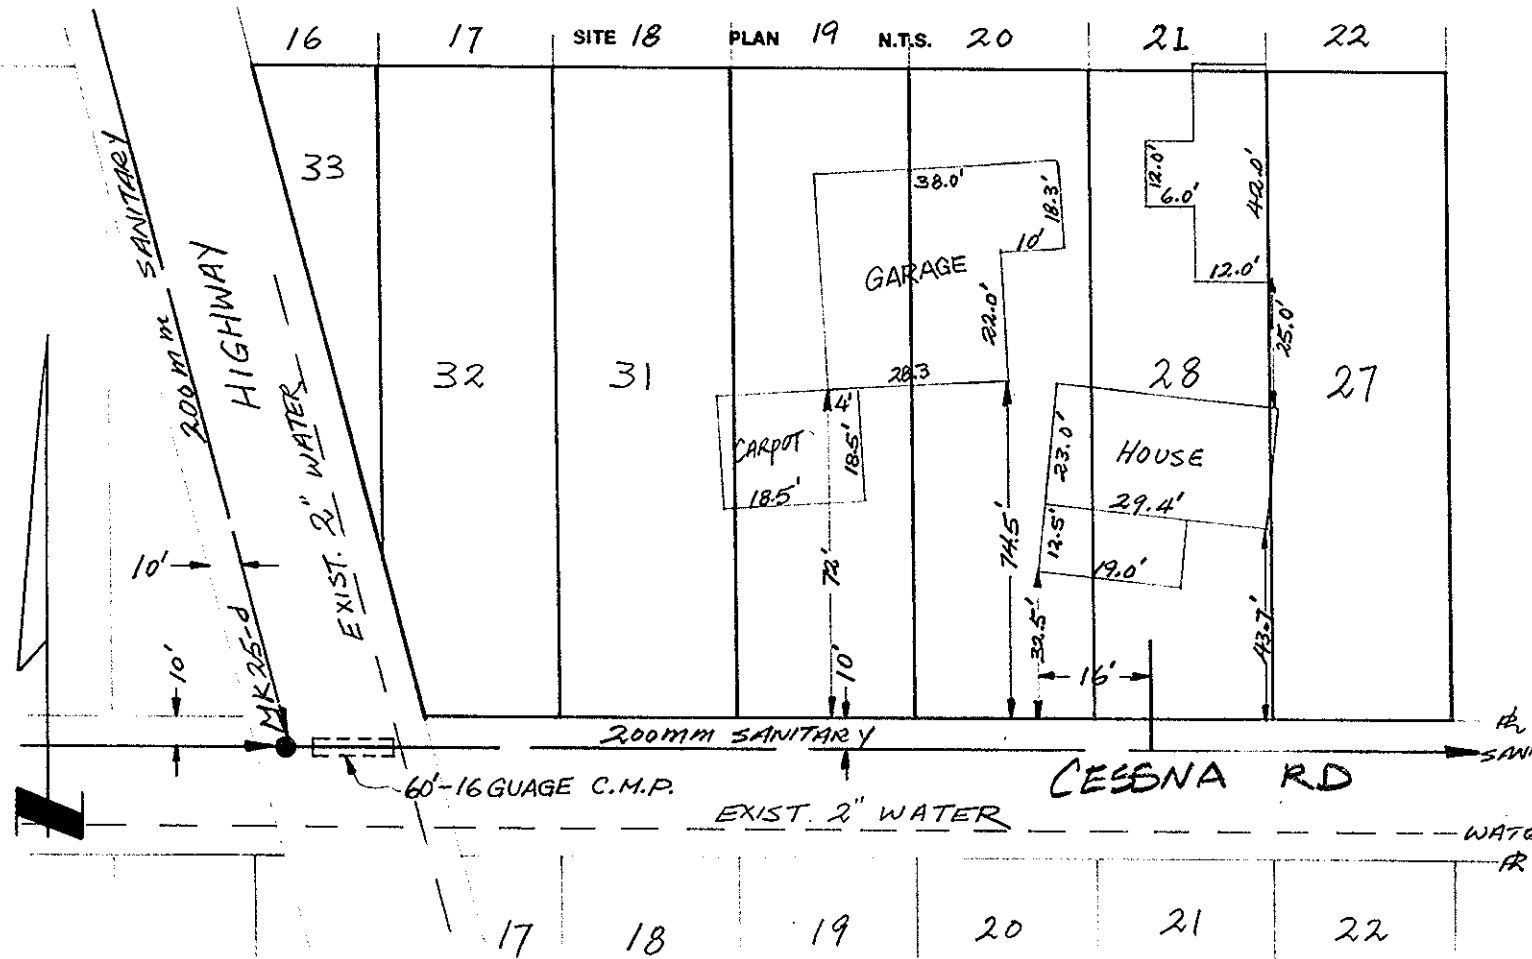 16 17 SITE 18 PLAN 19 N.T.S. 20 21 22
33
38.0'
18.3'
10'
GARAGE
22.0'
28.3
12.0'
6.0'
42.0'
12.0'
25.0'
32
31
28
27
4'
CARPOT
18.5'
18.5'
72'
74.5'
HOUSE
23.0'
29.4'
12.5'
19.0'
32.5'
43.7'
16'
10'
200mm SANITARY
HIGHWAY
EXIST. 2" WATER
10'
10'
MK25-d
200mm SANITARY
60'-16 GUAGE C.M.P.
CESSNA RD
EXIST. 2" WATER
17 18 19 20 21 22